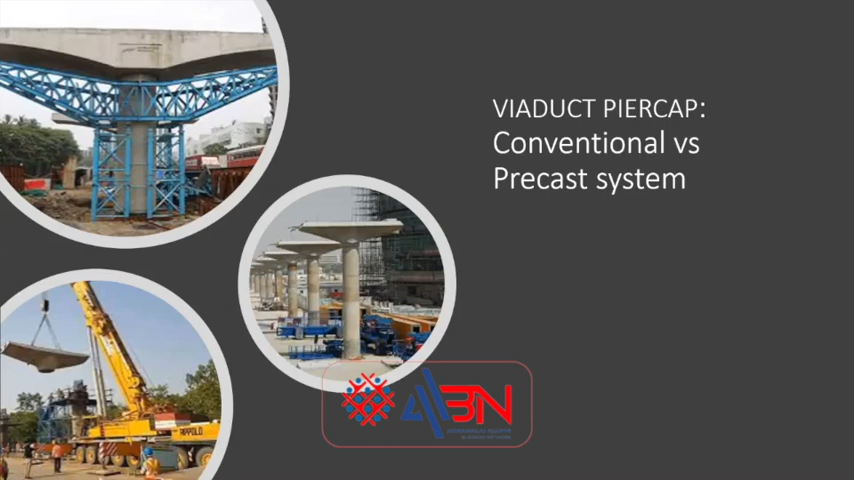 VIADUCT PIERCAP:
Conventional vs
Precast system
ABN